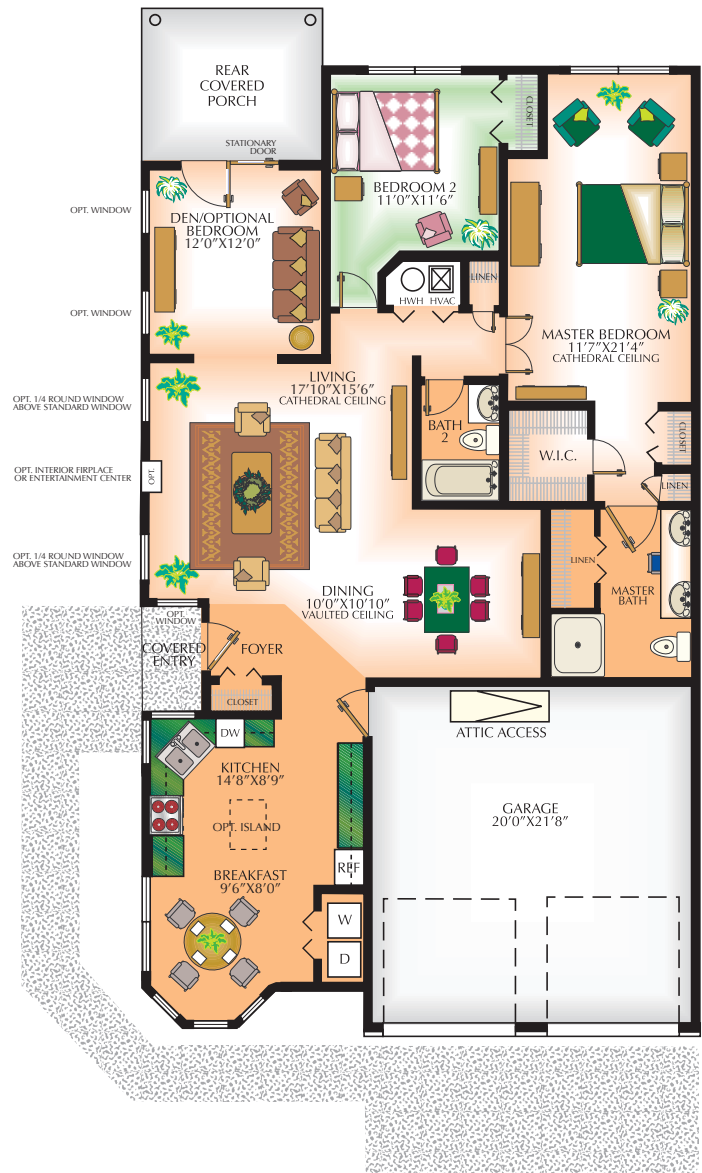 REAR
COVERED
PORCH
STATIONARY
DOOR
CLOSET
OPT. WINDOW
DEN/OPTIONAL
BEDROOM
12'0"X12'0"
BEDROOM 2
11'0"X11'6"
OPT. WINDOW
LINEN
HWH HVAC
MASTER BEDROOM
11'7"X21'4"
CATHEDRAL CEILING
LIVING
17'10"X15'6"
CATHEDRAL CEILING
OPT. 1/4 ROUND WINDOW
ABOVE STANDARD WINDOW
BATH
2
CLOSET
W.I.C.
OPT. INTERIOR FIRPLACE
OR ENTERTAINMENT CENTER
OPT.
LINEN
OPT. 1/4 ROUND WINDOW
ABOVE STANDARD WINDOW
LINEN
MASTER
BATH
DINING
10'0"X10'10"
VAULTED CEILING
OPT.
WINDOW
COVERED
ENTRY
FOYER
CLOSET
DW
ATTIC ACCESS
KITCHEN
14'8"X8'9"
OPT. ISLAND
GARAGE
20'0"X21'8"
REF
BREAKFAST
9'6"X8'0"
W
D